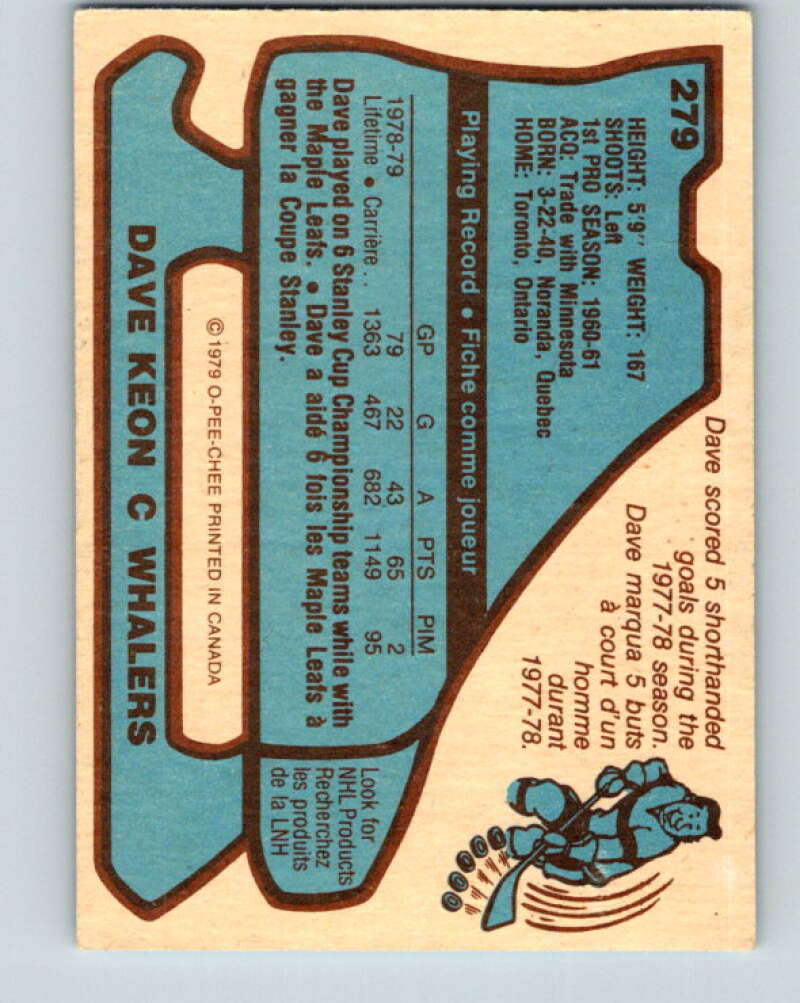 279
HEIGHT: 5'9" WEIGHT: 167
SHOOTS: Left
1st PRO SEASON: 1960-61
ACQ: Trade with Minnesota
BORN: 3-22-40, Noranda, Quebec
HOME: Toronto, Ontario
Dave scored 5 shorthanded
goals during the
1977-78 season.
Dave marqua 5 buts
à court d'un
homme
durant
1977-78.
Playing Record • Fiche comme joueur
GP G A PTS PIM
1978-79 79 22 43 65 2
Lifetime • Carrière .. 1363 467 682 1149 95
Dave played on 6 Stanley Cup Championship teams while with
the Maple Leafs. • Dave a aidé 6 fois les Maple Leafs à
gagner la Coupe Stanley.
Look for
NHL Products
Recherchez
les produits
de la LNH
© 1979 O-PEE-CHEE PRINTED IN CANADA
DAVE KEON C WHALERS